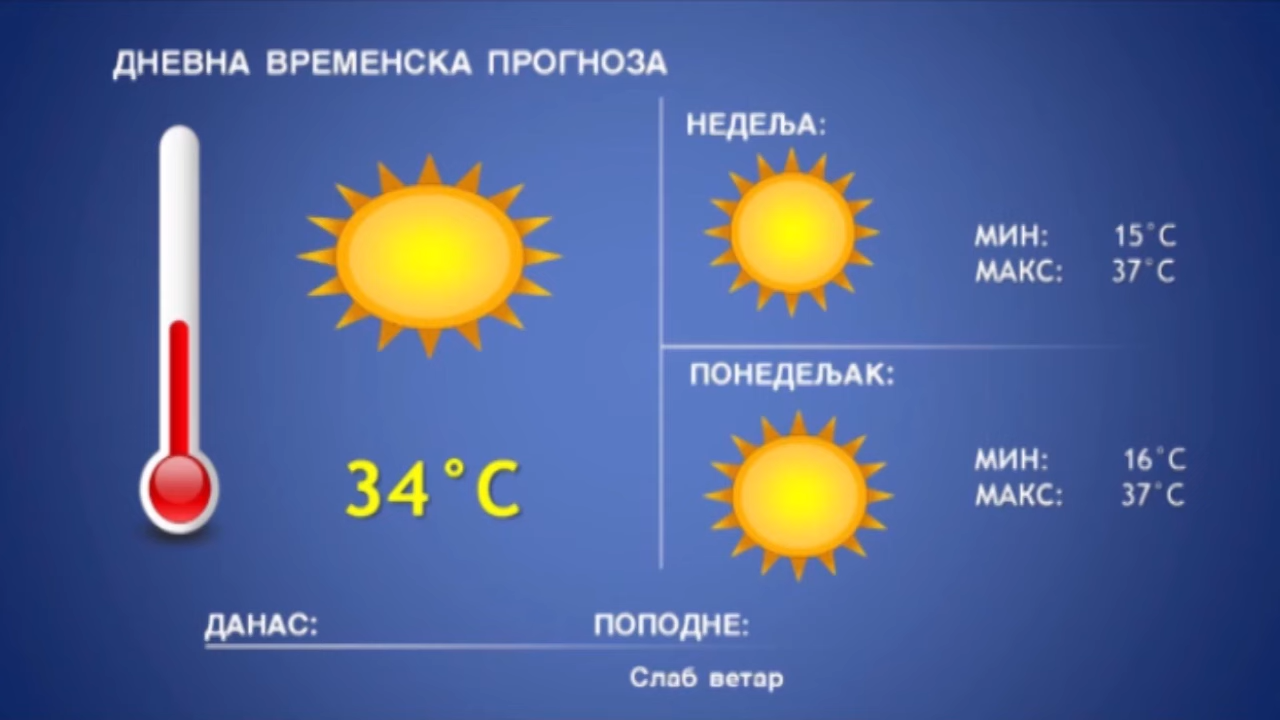 ДНЕВНА ВРЕМЕНСКА ПРОГНОЗА
34°C
НЕДЕЉА:
МИН: 15°C
МАКС: 37°C
ПОНЕДЕЉАК:
МИН: 16°C
МАКС: 37°C
ДАНАС: ПОПОДНЕ:
Слаб ветар